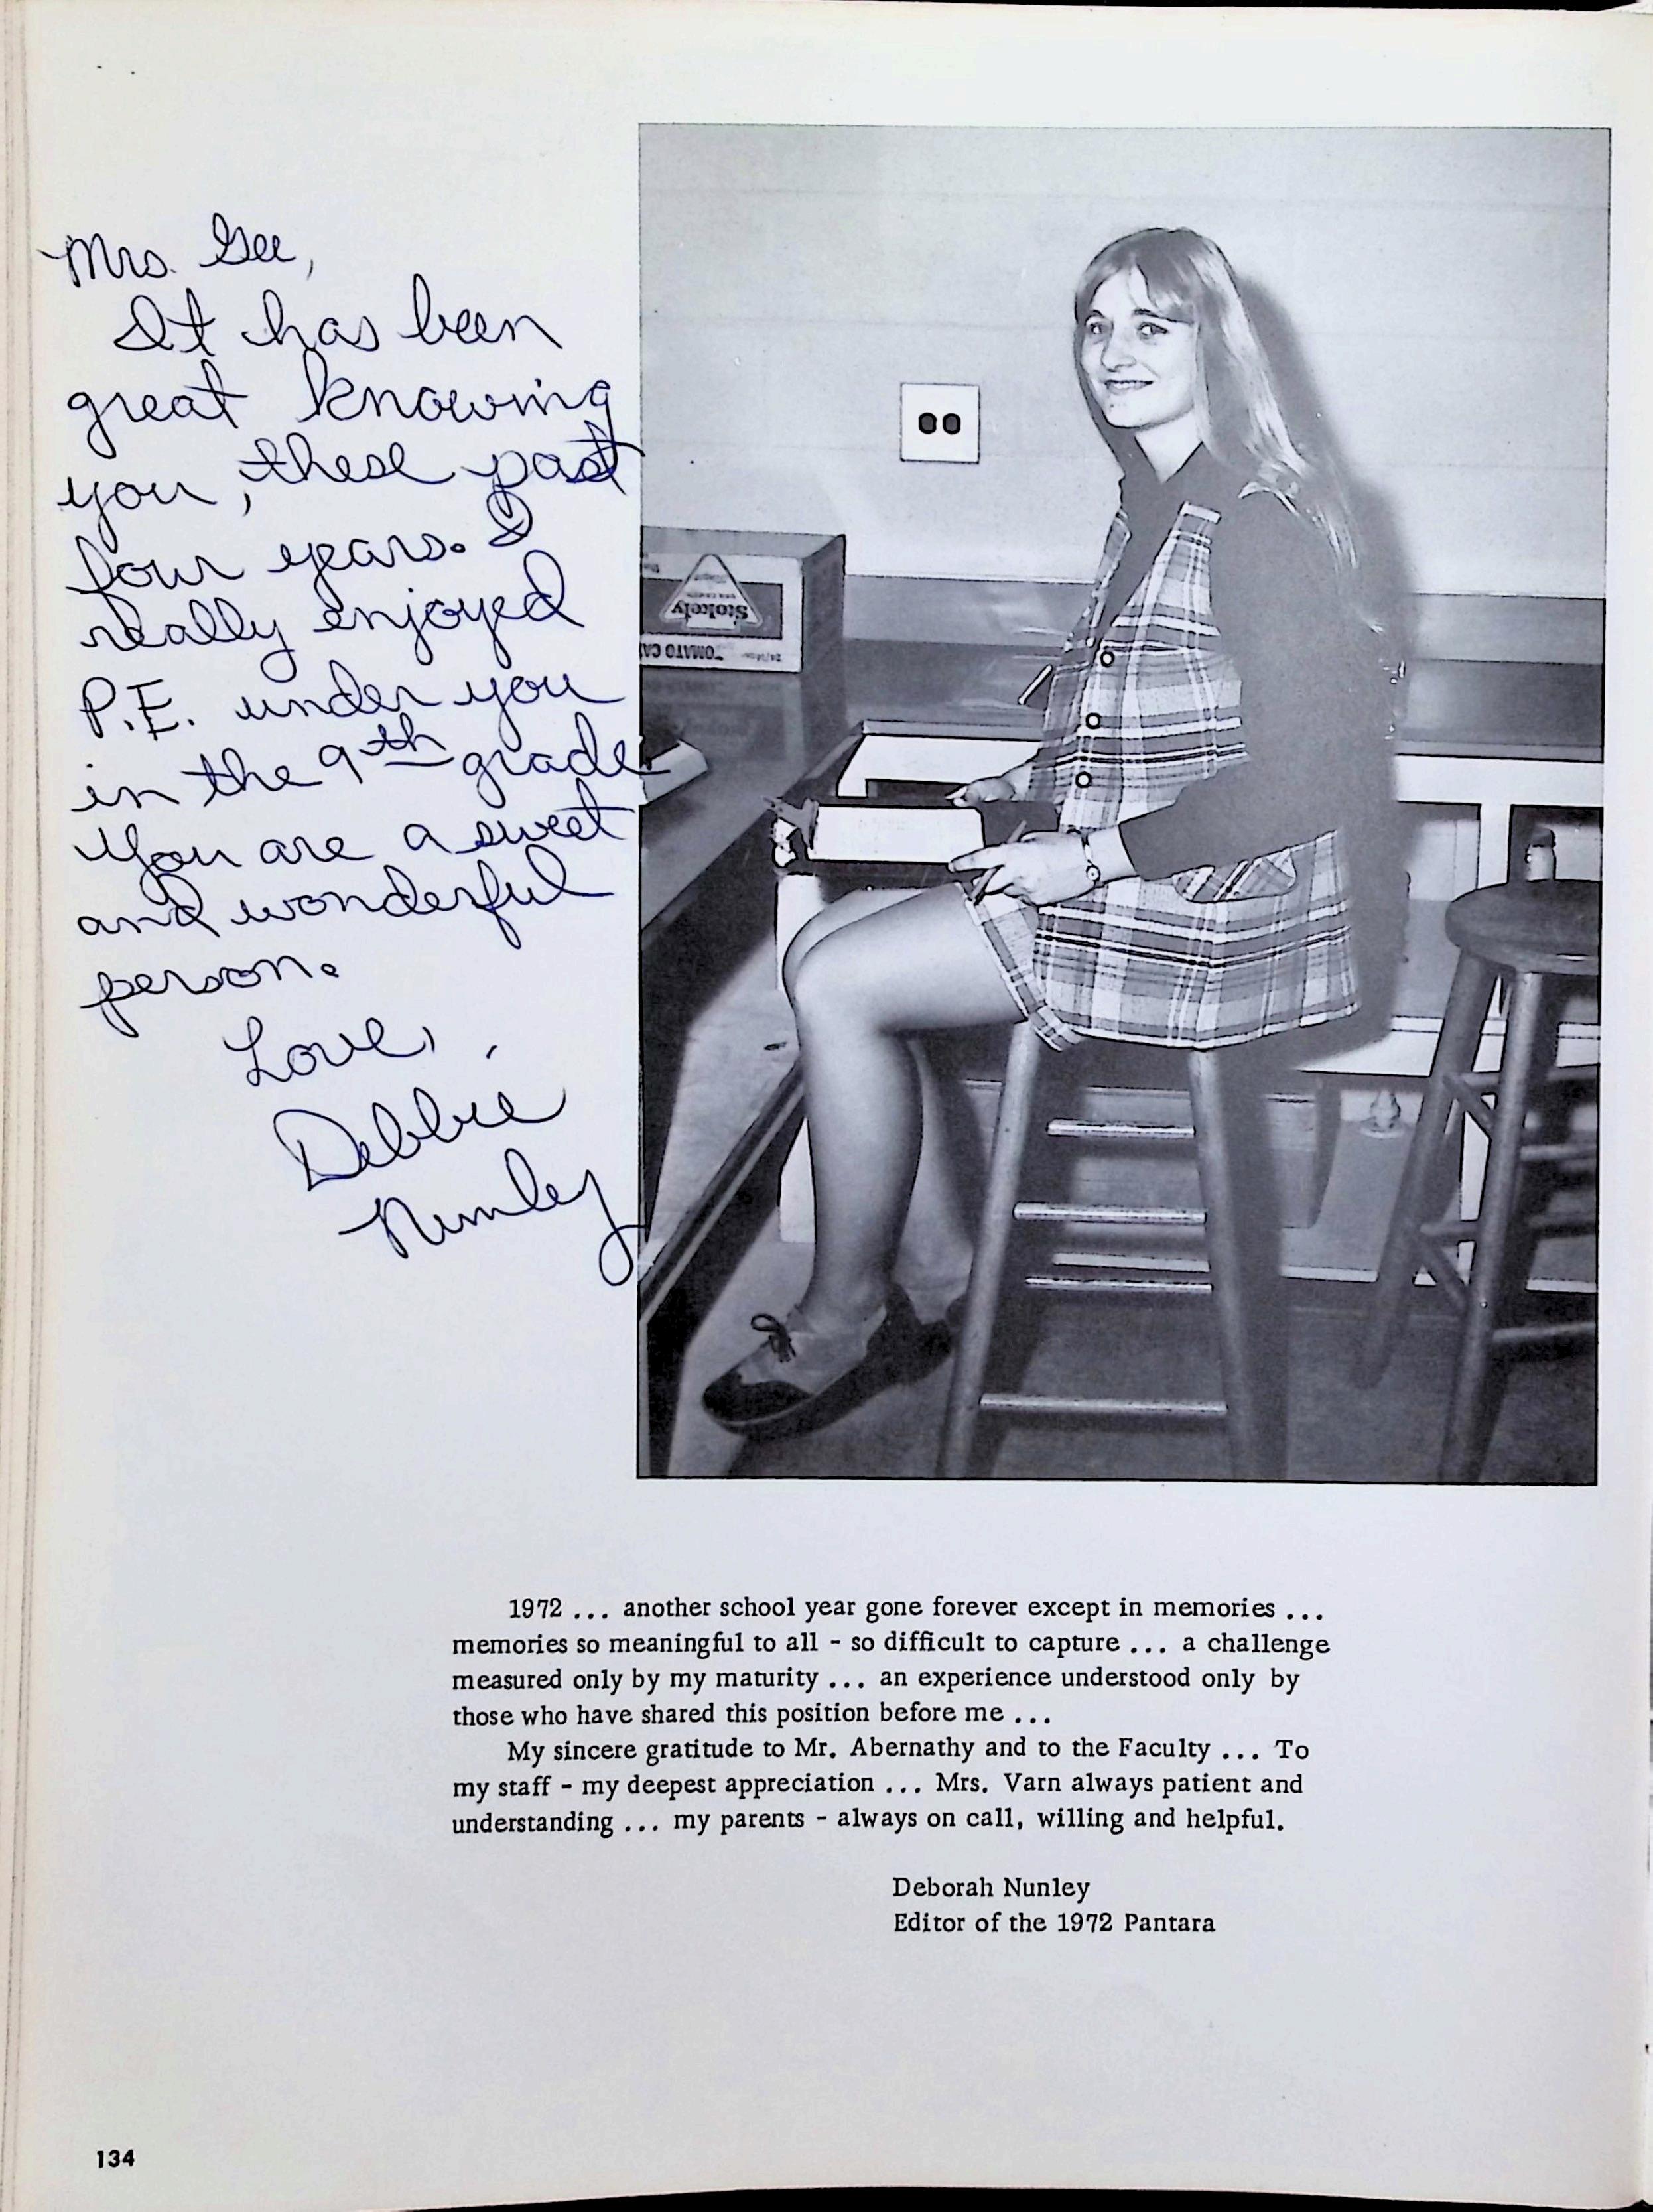 Mrs. Gee,
It has been
great knowing
you, these past
four years. I
really enjoyed
P.E. under you
in the 9th grade
You are a sweet
and wonderful
person.
Love,
Debbie
Nunley
Stokely
TOMATO
1972 ... another school year gone forever except in memories ...
memories so meaningful to all - so difficult to capture ... a challenge
measured only by my maturity ... an experience understood only by
those who have shared this position before me ...
My sincere gratitude to Mr. Abernathy and to the Faculty ... To
my staff - my deepest appreciation ... Mrs. Varn always patient and
understanding ... my parents - always on call, willing and helpful.
Deborah Nunley
Editor of the 1972 Pantara
134